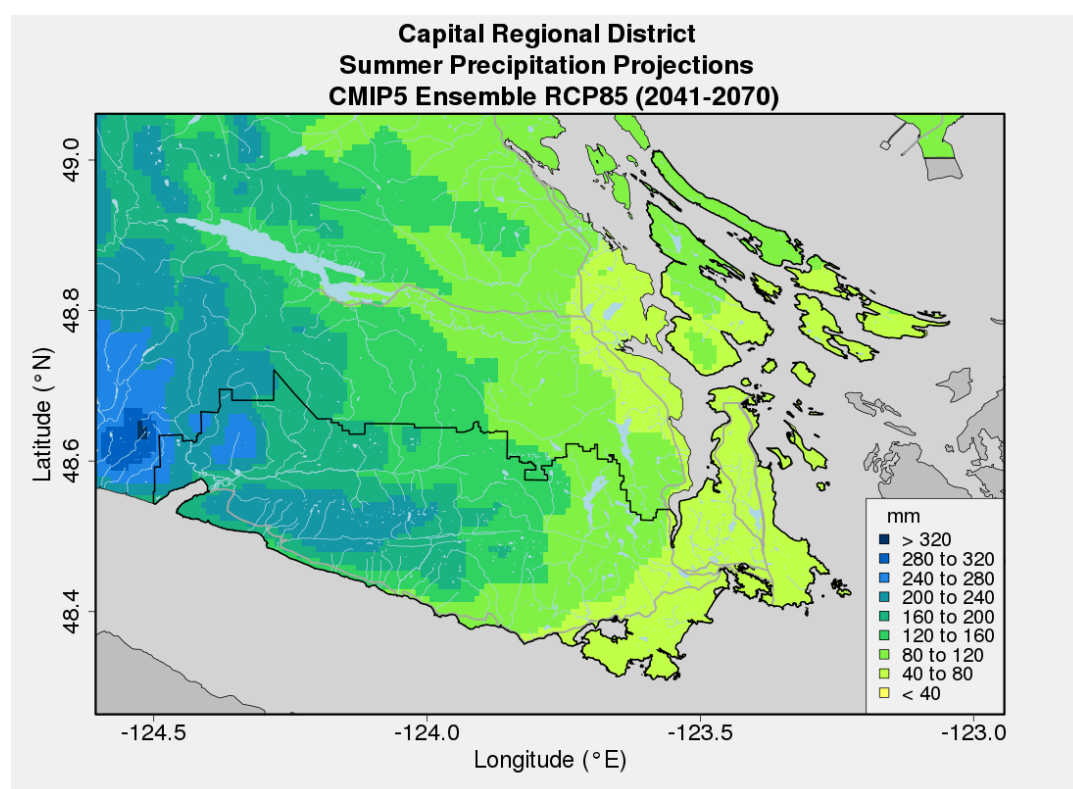 Capital Regional District
Summer Precipitation Projections
CMIP5 Ensemble RCP85 (2041-2070)
49.0
48.8
48.6
48.4
Latitude (°N)
mm
> 320
280 to 320
240 to 280
200 to 240
160 to 200
120 to 160
80 to 120
40 to 80
< 40
-124.5
-124.0
-123.5
-123.0
Longitude (°E)